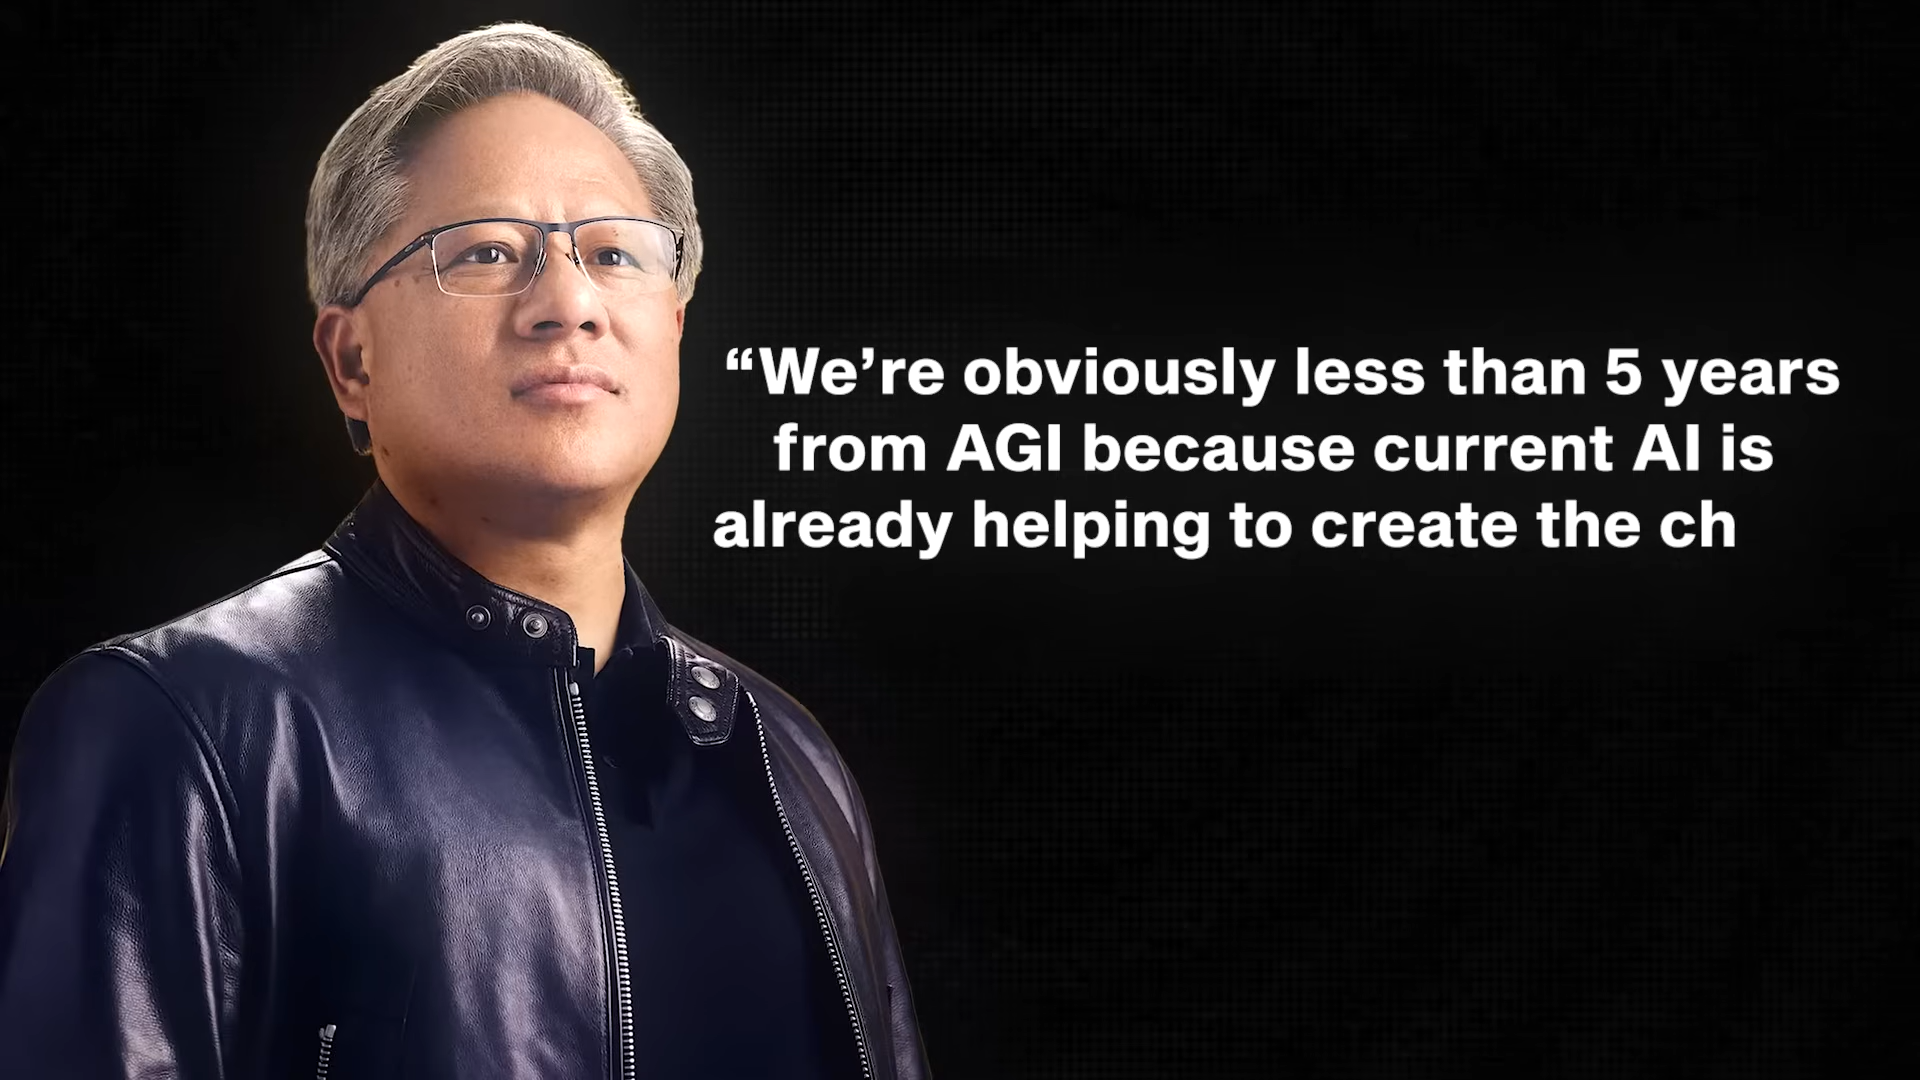 “We’re obviously less than 5 years
from AGI because current AI is
already helping to create the ch